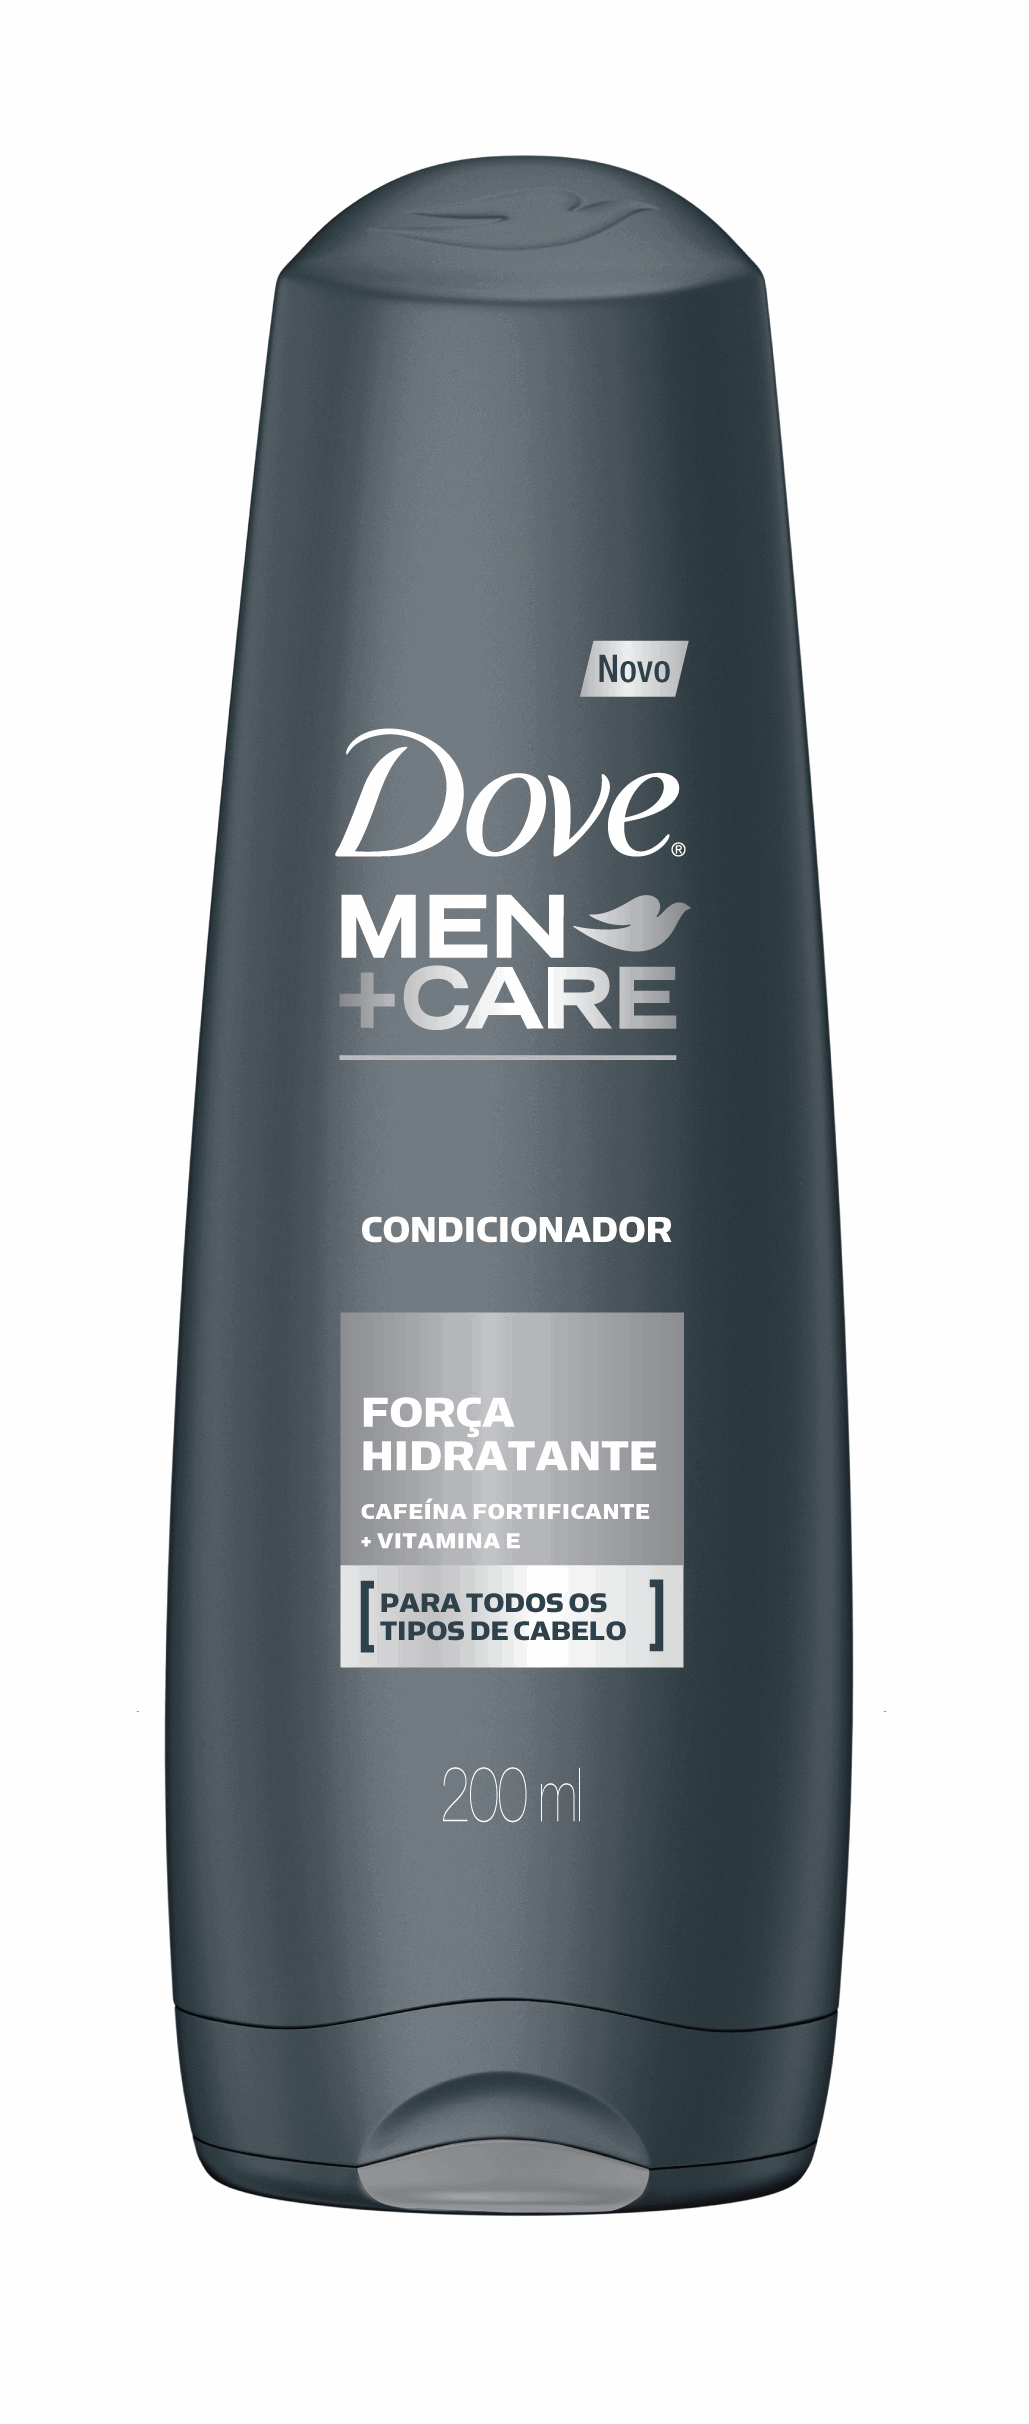 Novo
Dove®
MEN
+CARE
CONDICIONADOR
FORÇA
HIDRATANTE
CAFEÍNA FORTIFICANTE
+ VITAMINA E
[PARA TODOS OS
TIPOS DE CABELO]
200 ml